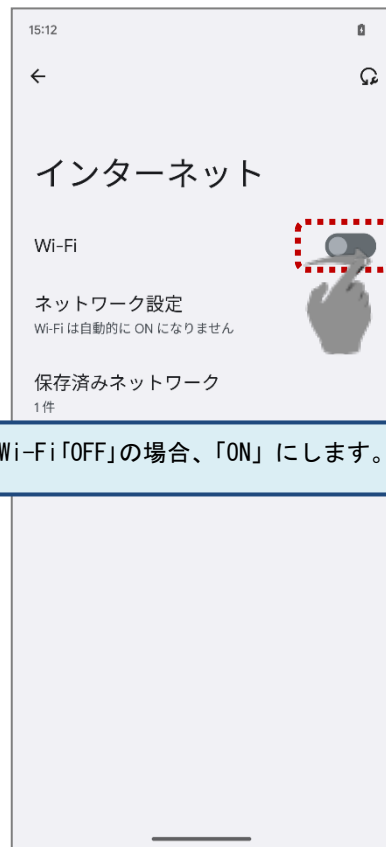 15:12
インターネット
Wi-Fi
ネットワーク設定
Wi-Fi は自動的に ON になりません
保存済みネットワーク
1 件
Wi-Fi「OFF」の場合、「ON」にします。